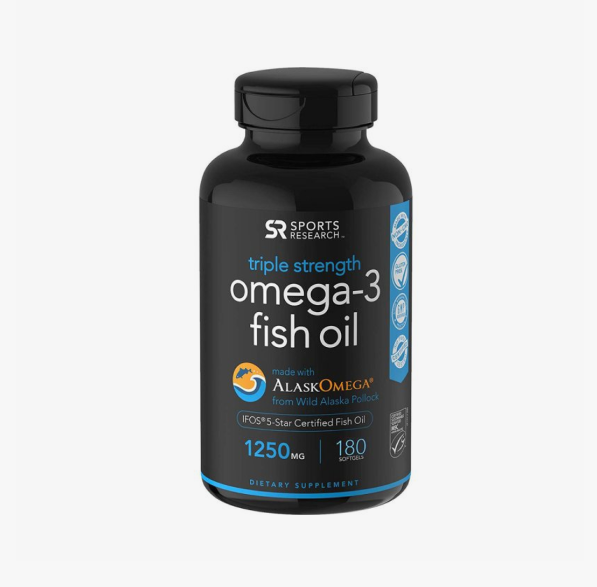 SR SPORTS
RESEARCH™
triple strength
omega-3
fish oil
made with
ALASKOMEGA®
from Wild Alaska Pollock
IFOS® 5-Star Certified Fish Oil
1250MG
180
SOFTGELS
DIETARY SUPPLEMENT